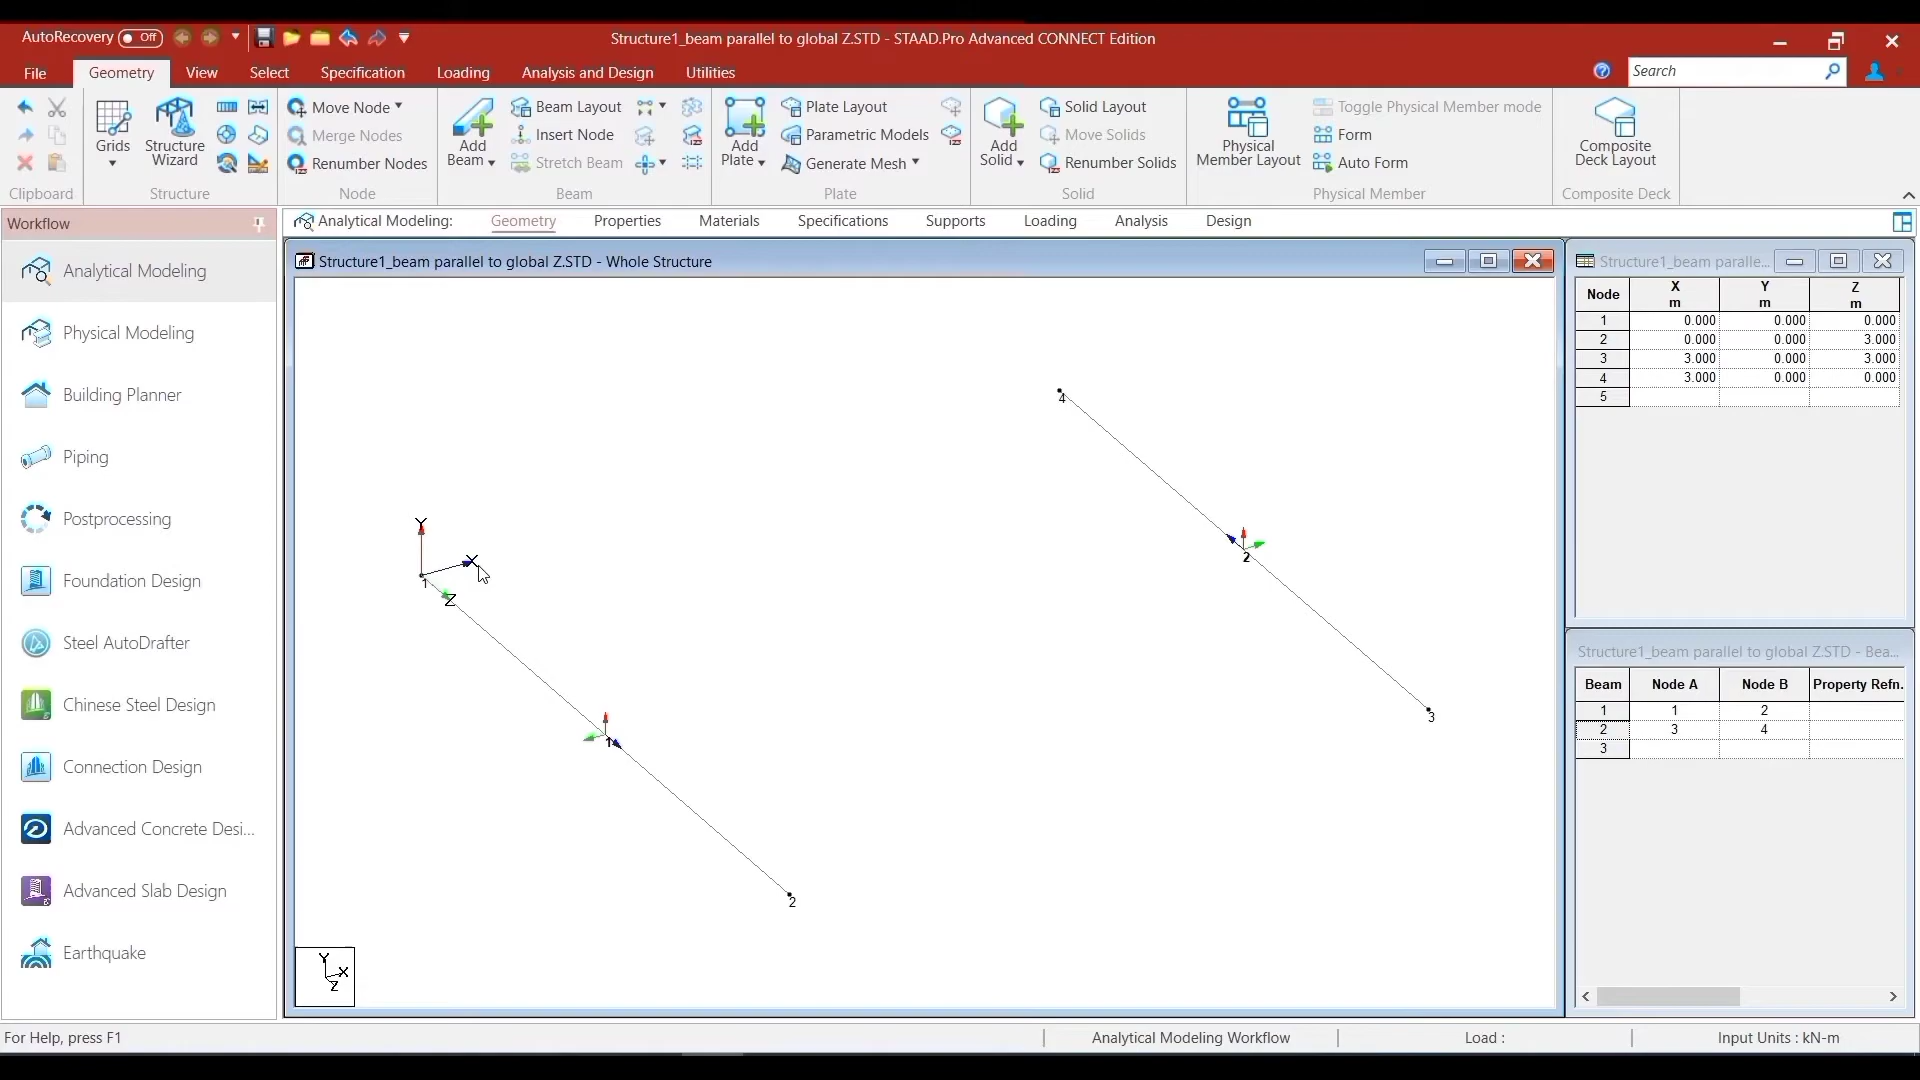 AutoRecovery Off
Structure1_beam parallel to global Z.STD - STAAD.Pro Advanced CONNECT Edition
File Geometry View Select Specification Loading Analysis and Design Utilities
Search
Move Node
Merge Nodes
Renumber Nodes
Grids
Structure Wizard
Add Beam
Beam Layout
Insert Node
Stretch Beam
Add Plate
Plate Layout
Parametric Models
Generate Mesh
Add Solid
Solid Layout
Move Solids
Renumber Solids
Physical Member Layout
Toggle Physical Member mode
Form
Auto Form
Composite Deck Layout
Clipboard Structure Node Beam Plate Solid Physical Member Composite Deck
Workflow
Analytical Modeling: Geometry Properties Materials Specifications Supports Loading Analysis Design
Analytical Modeling
Physical Modeling
Building Planner
Piping
Postprocessing
Foundation Design
Steel AutoDrafter
Chinese Steel Design
Connection Design
Advanced Concrete Desi...
Advanced Slab Design
Earthquake
Structure1_beam parallel to global Z.STD - Whole Structure
4
Y
X
1
Z
2
3
1
2
Y
X
Z
Structure1_beam paralle...
Node X m Y m Z m
1 0.000 0.000 0.000
2 0.000 0.000 3.000
3 3.000 0.000 3.000
4 3.000 0.000 0.000
5
Structure1_beam parallel to global Z.STD - Bea...
Beam Node A Node B Property Refn.
1 1 2
2 3 4
3
For Help, press F1
Analytical Modeling Workflow
Load :
Input Units : kN-m